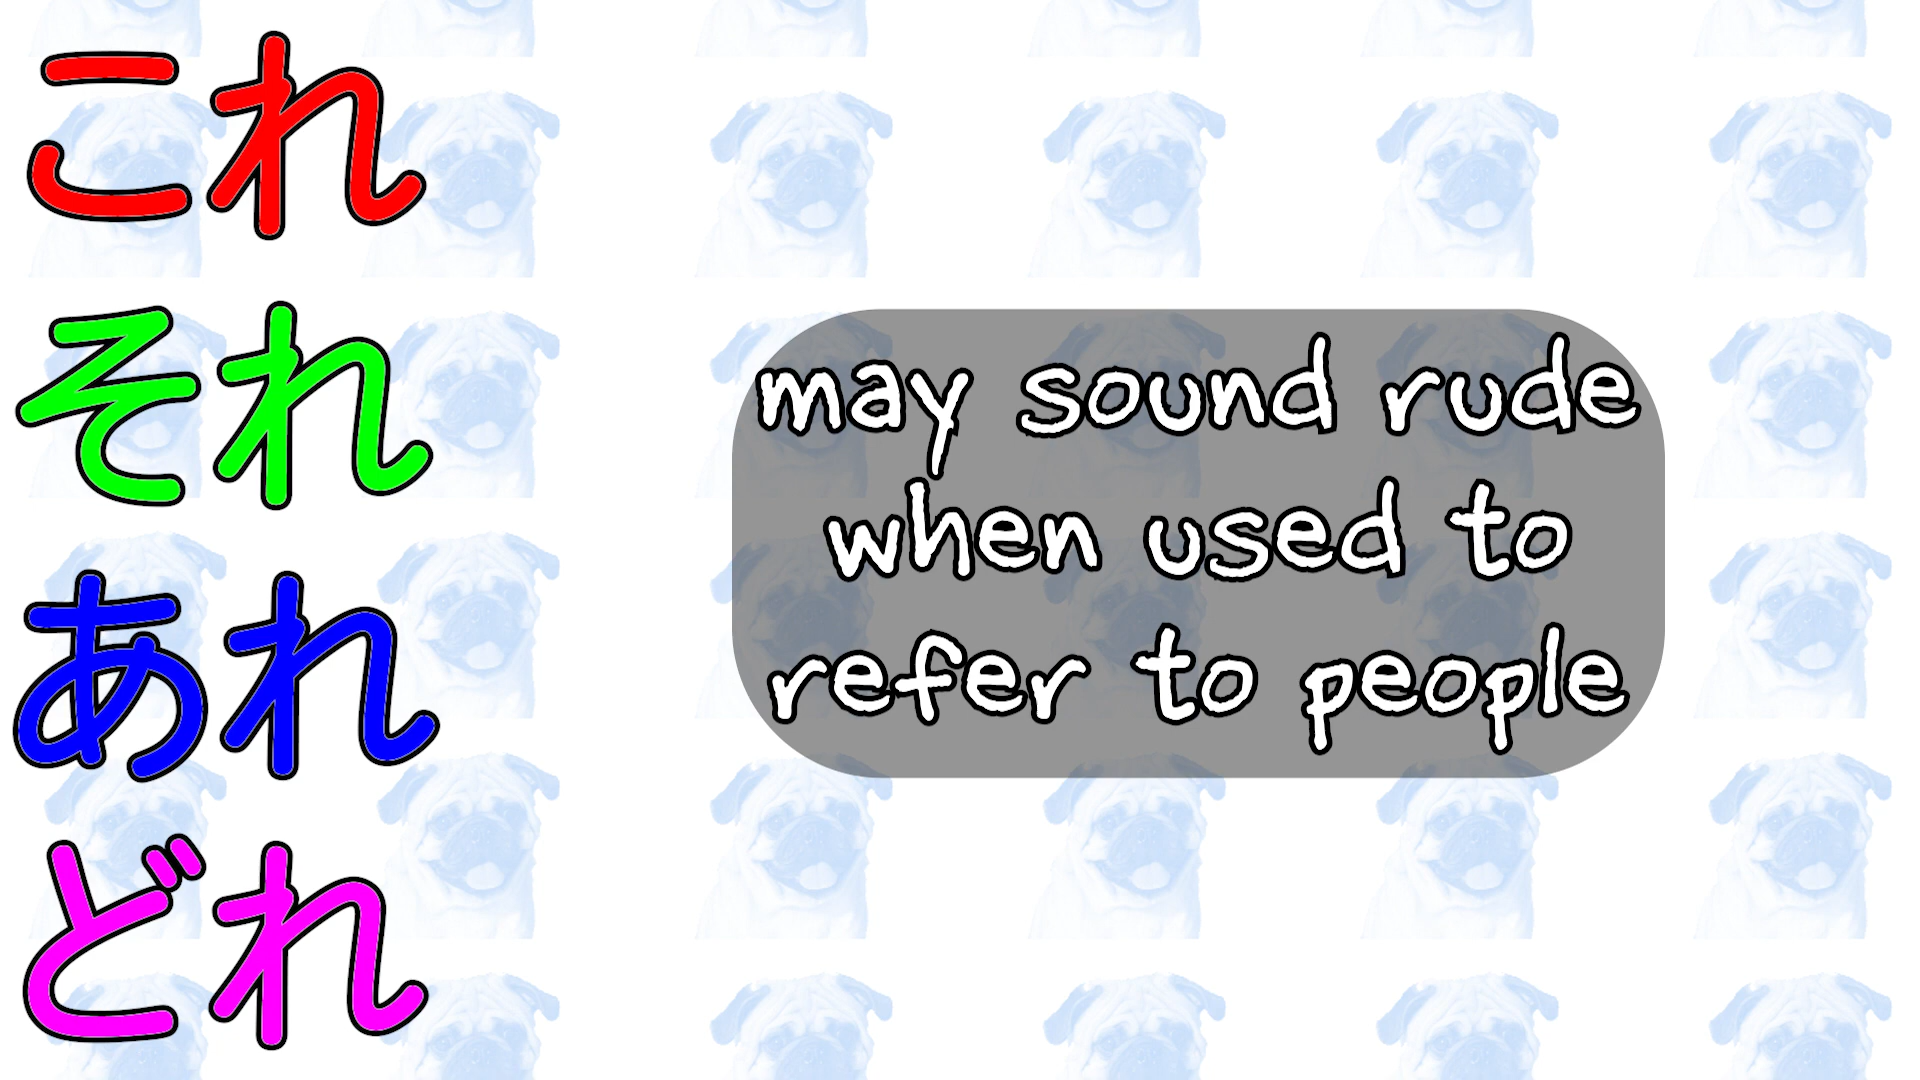 これ
それ
あれ
どれ
may sound rude
when used to
refer to people